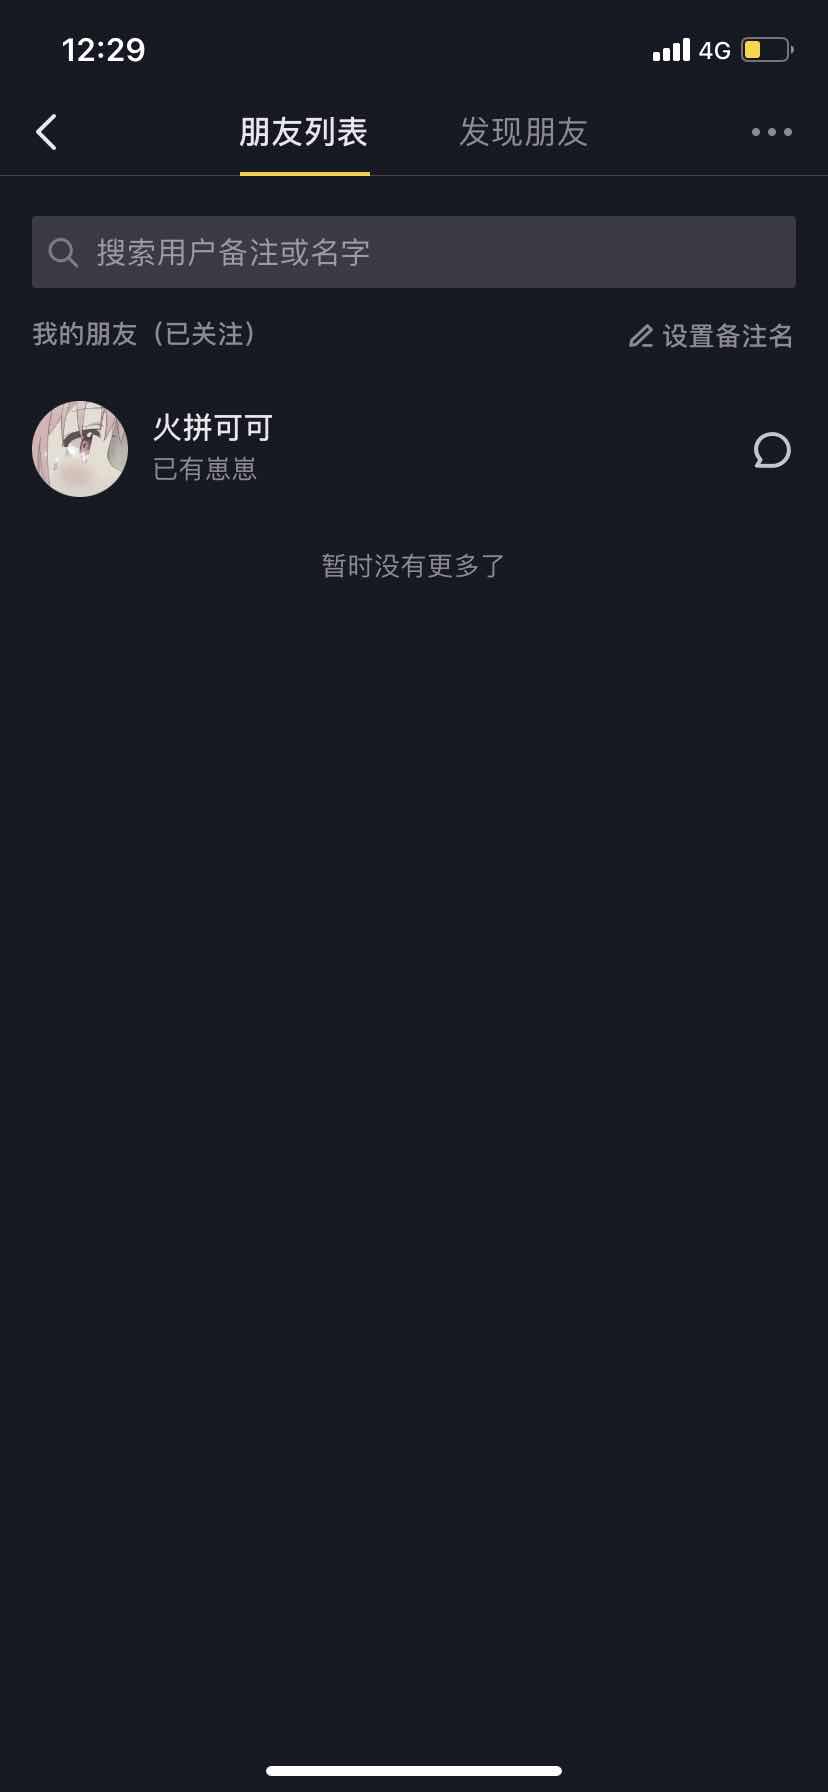 12:29 4G
朋友列表 发现朋友
搜索用户备注或名字
我的朋友（已关注） 设置备注名
火拼可可
已有崽崽
暂时没有更多了